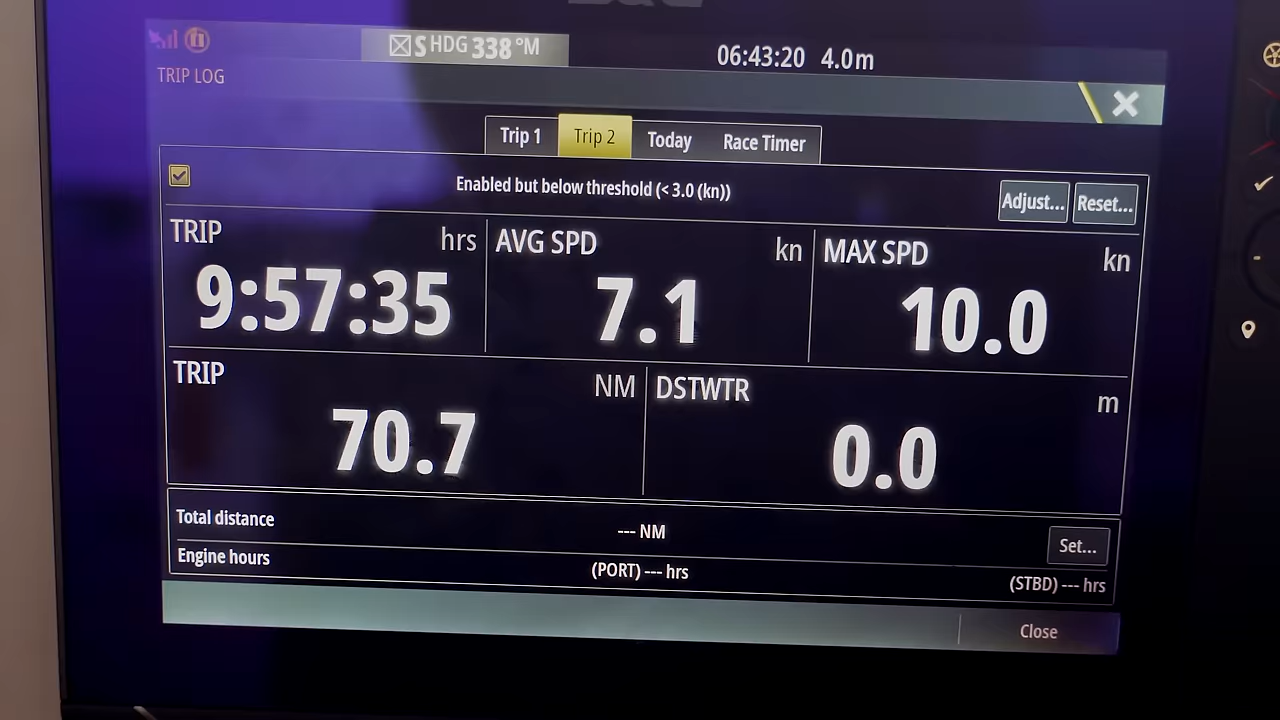 S HDG 338 °M
06:43:20 4.0m
TRIP LOG
Trip 1 Trip 2 Today Race Timer
Enabled but below threshold (< 3.0 (kn)) Adjust... Reset...
TRIP hrs AVG SPD kn MAX SPD kn
9:57:35 7.1 10.0
TRIP NM DSTWTR m
70.7 0.0
Total distance --- NM Set...
Engine hours (PORT) --- hrs (STBD) --- hrs
Close